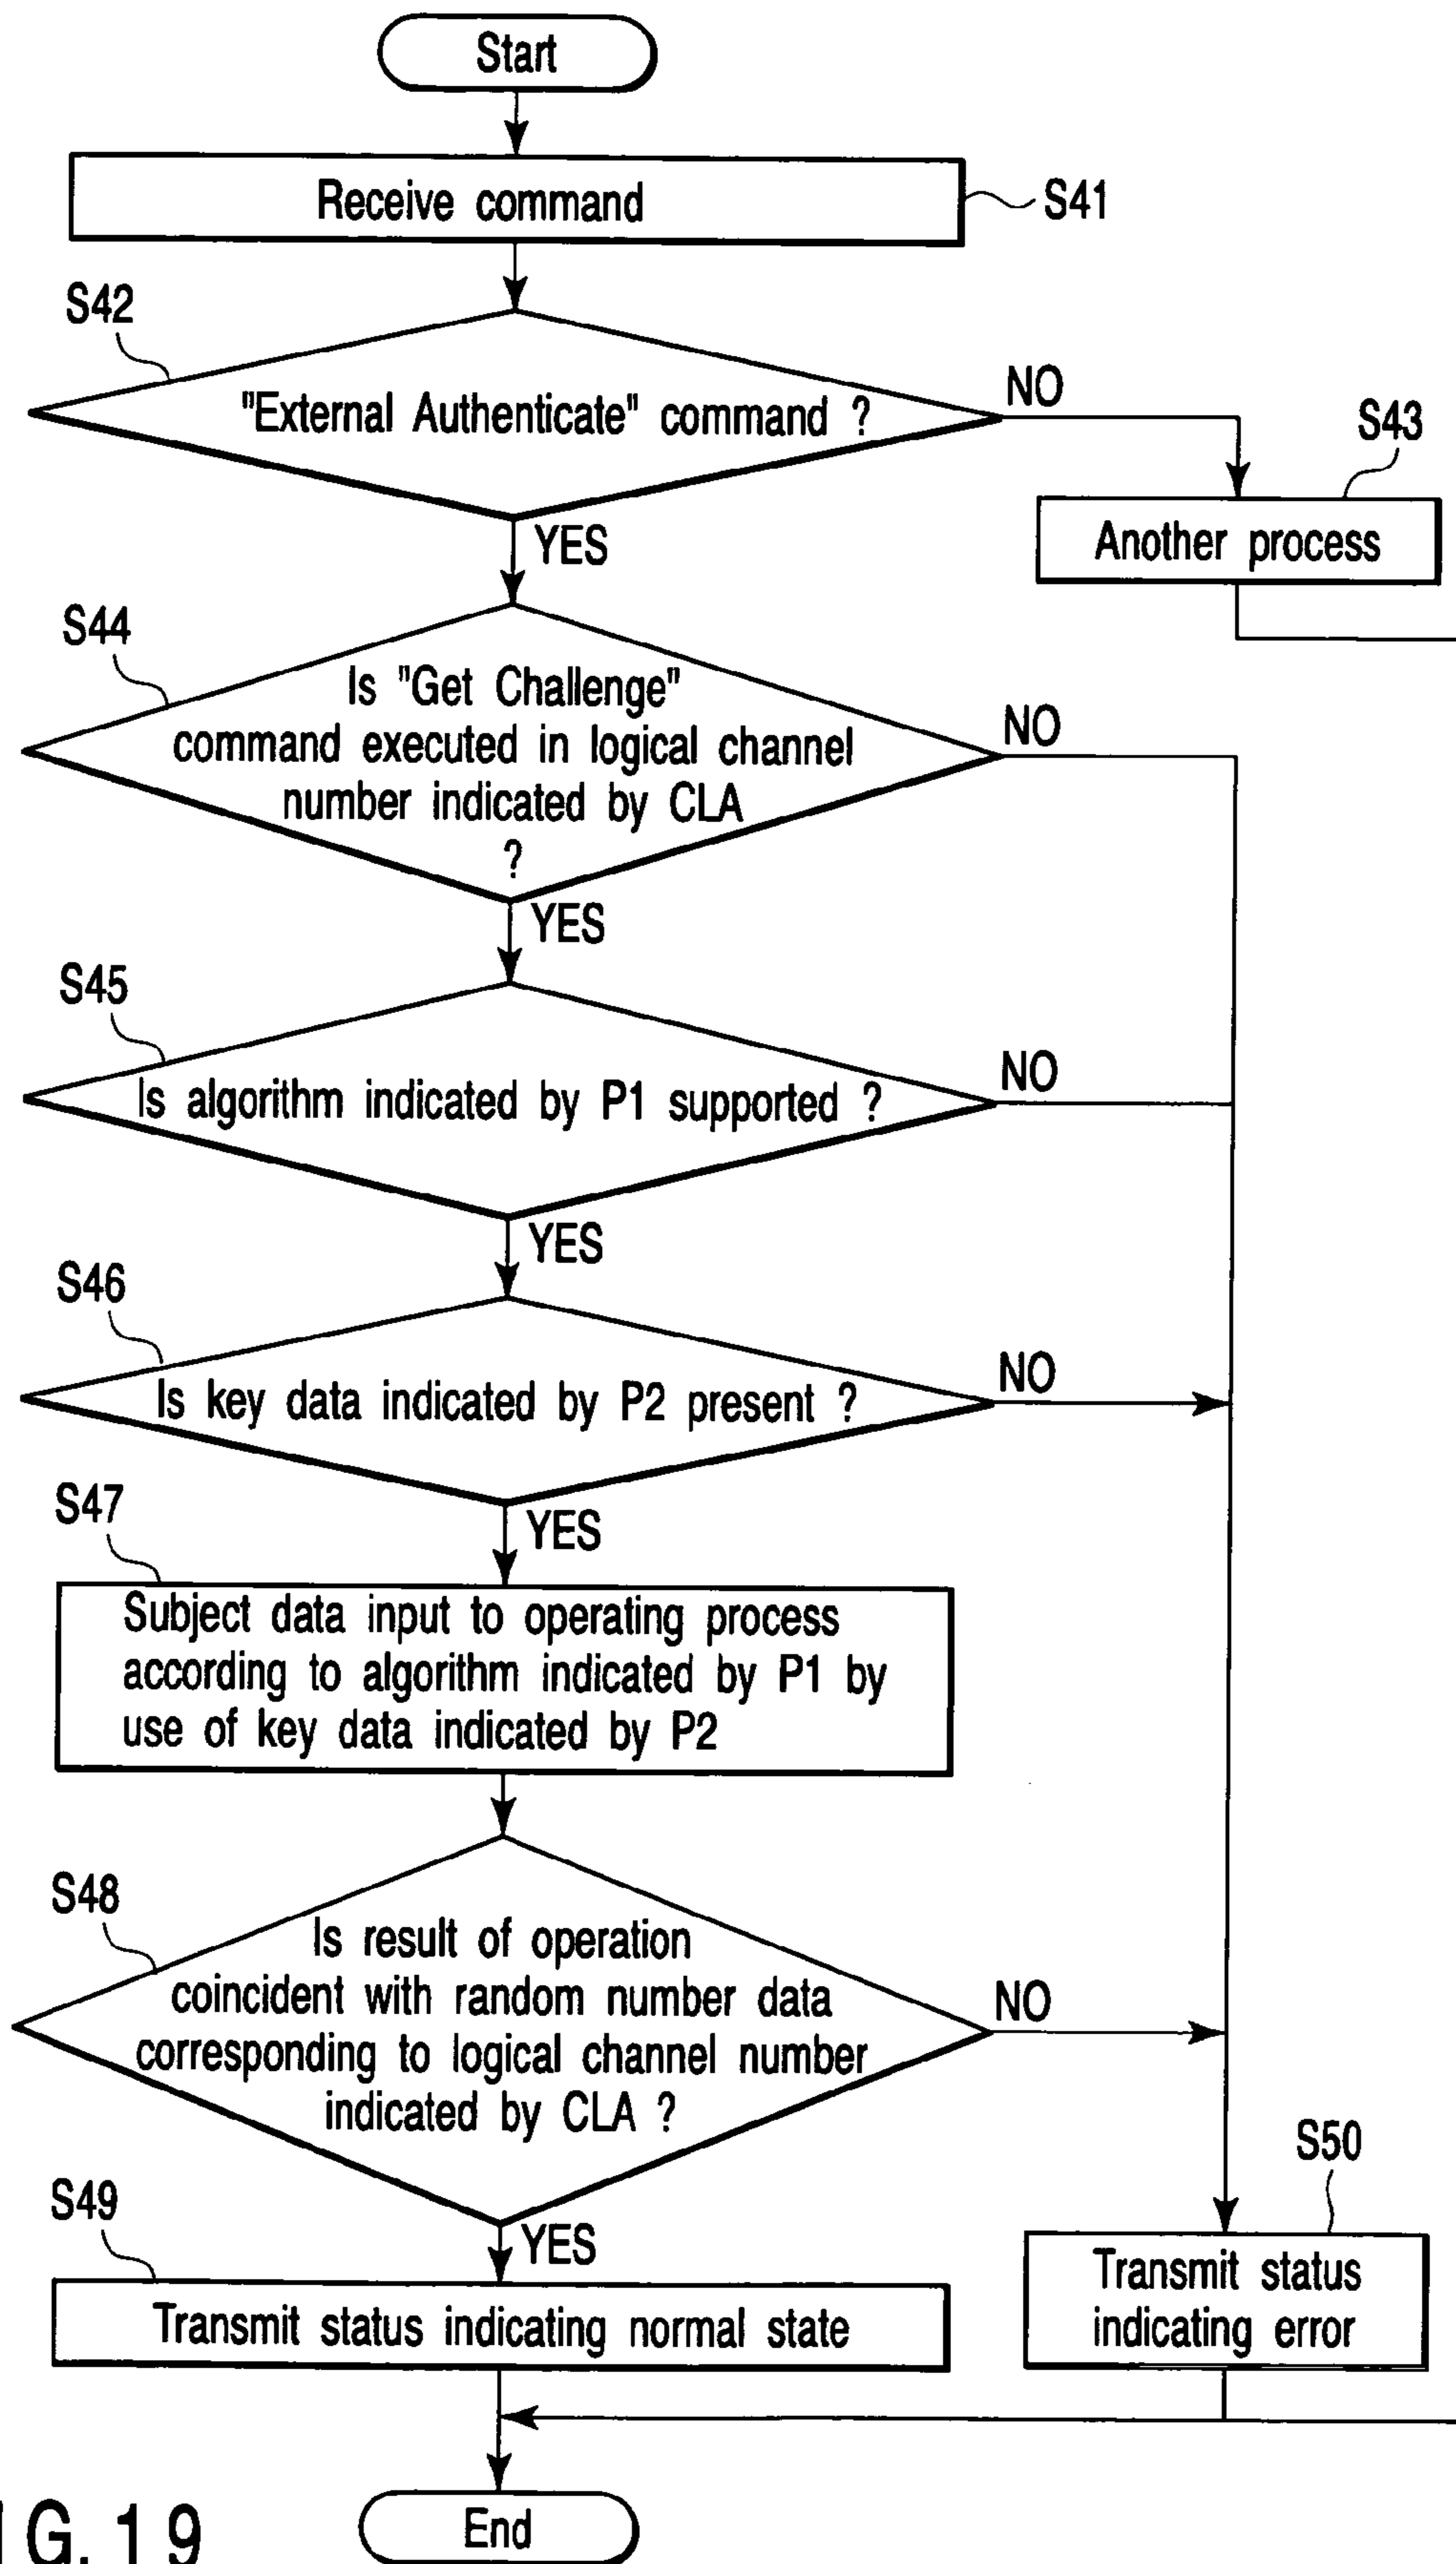 Start
Receive command
S41
S42
"External Authenticate" command ?
NO
S43
Another process
YES
S44
Is "Get Challenge"
command executed in logical channel
number indicated by CLA
?
NO
YES
S45
Is algorithm indicated by P1 supported ?
NO
YES
S46
Is key data indicated by P2 present ?
NO
YES
S47
Subject data input to operating process
according to algorithm indicated by P1 by
use of key data indicated by P2
S48
Is result of operation
coincident with random number data
corresponding to logical channel number
indicated by CLA ?
NO
YES
S49
Transmit status indicating normal state
S50
Transmit status
indicating error
End
IG. 19